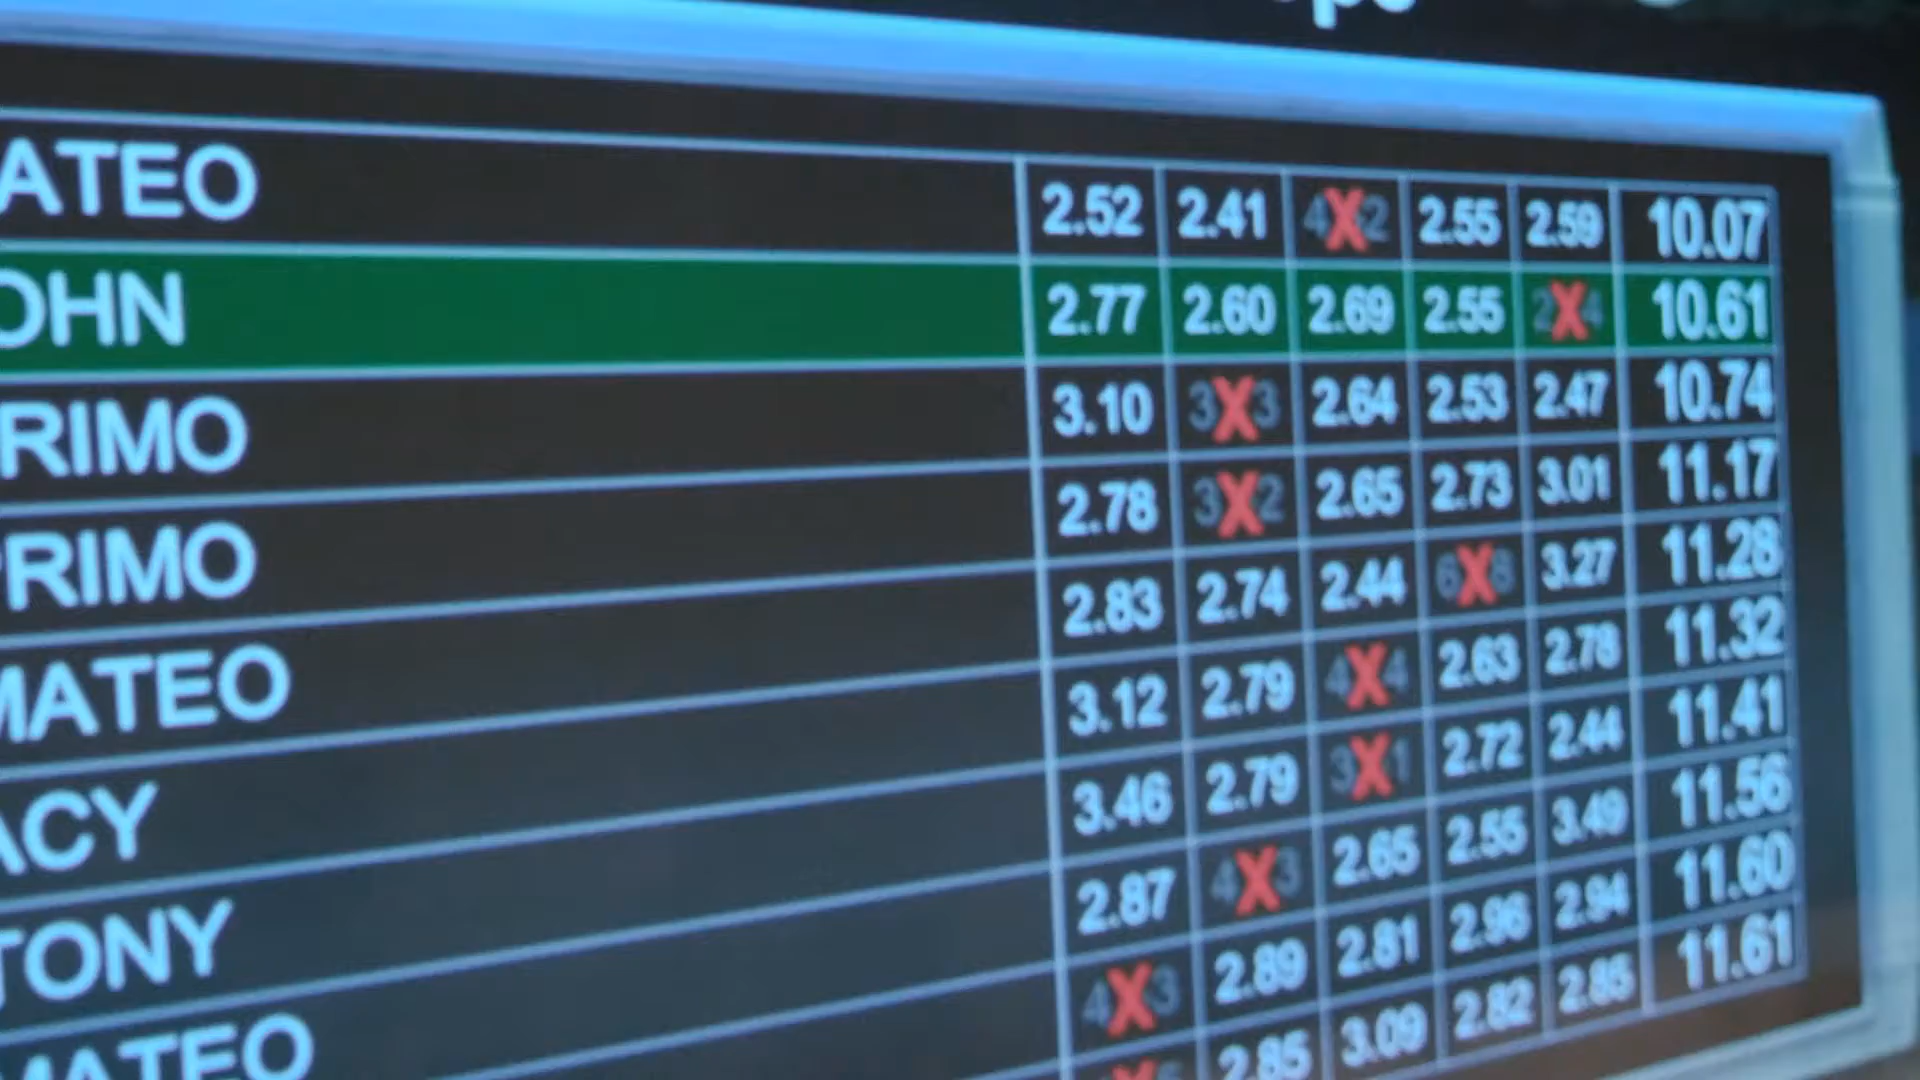 ATEO 2.52 2.41 X 2.55 2.59 10.07
OHN 2.77 2.60 2.69 2.55 X 10.61
RIMO 3.10 X 2.64 2.53 2.47 10.74
RIMO 2.78 X 2.65 2.73 3.01 11.17
MATEO 2.83 2.74 2.44 X 3.27 11.28
ACY 3.12 2.79 X 2.63 2.78 11.32
TONY 3.46 2.79 X 2.72 2.44 11.41
MATEO 2.87 X 2.65 2.55 3.49 11.56
X 2.89 2.81 2.96 2.94 11.60
X 2.85 3.09 2.82 2.85 11.61